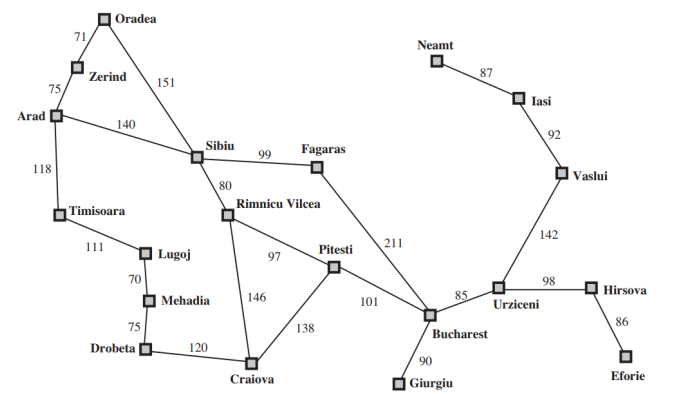 Oradea
71
Neamt
Zerind
87
75
151
Iasi
Arad
140
92
Sibiu
99
Fagaras
118
80
Vaslui
Rimnicu Vilcea
Timisoara
142
111
97
Pitesti
211
Lugoj
70
98
Hirsova
146
101
85
Urziceni
Mehadia
75
138
86
Bucharest
Drobeta
120
90
Craiova
Giurgiu
Eforie